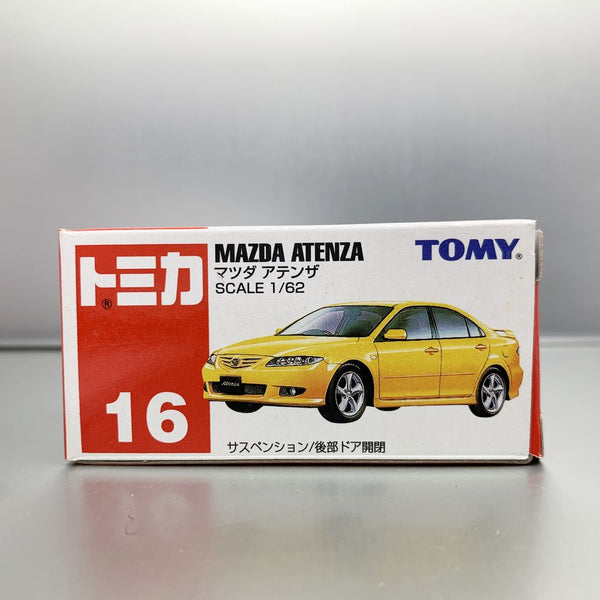 トミカ®
16
MAZDA ATENZA
マツダ アテンザ
SCALE 1/62
TOMY®
Atenza
サスペンション/後部ドア開閉